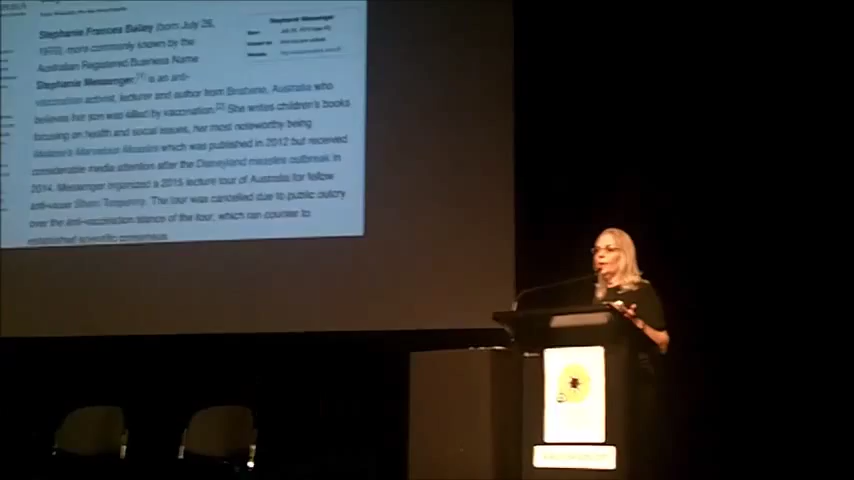 Stephanie Frances Bailey (born July 26,
1970), more commonly known by the
Australian Registered Business Name
Stephanie Messenger,[1] is an anti-
vaccination activist, lecturer and author from Brisbane, Australia who
believes her son was killed by vaccination.[2] She writes children's books
focusing on health and social issues, her most noteworthy being
Melanie's Marvelous Measles which was published in 2012 but received
considerable media attention after the Disneyland measles outbreak in
2014. Messenger organized a 2015 lecture tour of Australia for fellow
anti-vaxer Sherri Tenpenny. The tour was cancelled due to public outcry
over the anti-vaccination stance of the tour, which ran counter to
established scientific consensus.
Stephanie Messenger
Born